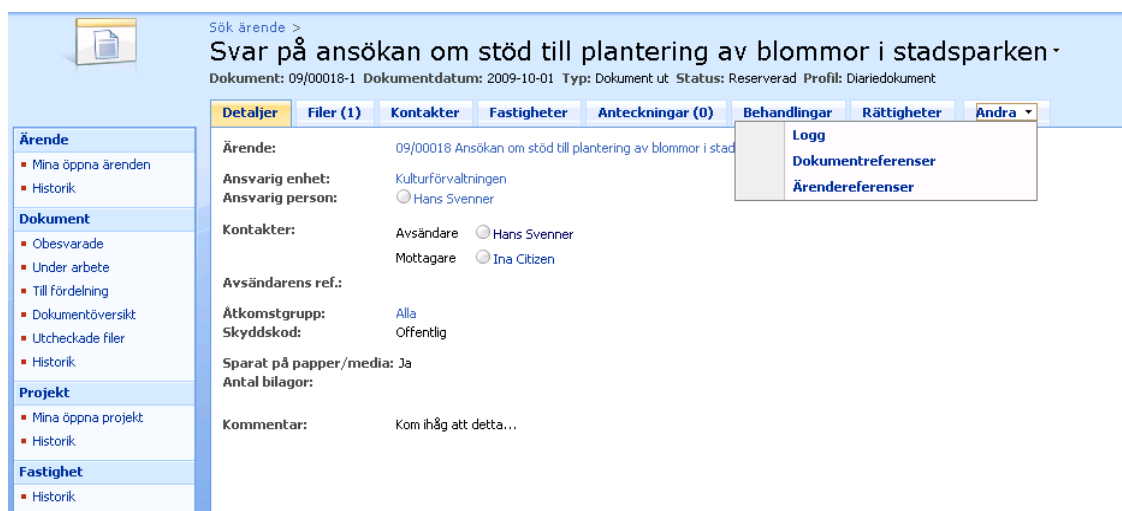 Sök ärende >
Svar på ansökan om stöd till plantering av blommor i stadsparken
Dokument: 09/00018-1 Dokumentdatum: 2009-10-01 Typ: Dokument ut Status: Reserverad Profil: Diariedokument
Detaljer Filer (1) Kontakter Fastigheter Anteckningar (0) Behandlingar Rättigheter Andra
Logg
Dokumentreferenser
Ärendereferenser
Ärende
Mina öppna ärenden
Historik
Dokument
Obesvarade
Under arbete
Till fördelning
Dokumentöversikt
Utcheckade filer
Historik
Projekt
Mina öppna projekt
Historik
Fastighet
Historik
Ärende: 09/00018 Ansökan om stöd till plantering av blommor i stad
Ansvarig enhet: Kulturförvaltningen
Ansvarig person: Hans Svenner
Kontakter: Avsändare Hans Svenner
Mottagare Ina Citizen
Avsändarens ref.:
Åtkomstgrupp: Alla
Skyddskod: Offentlig
Sparat på papper/media: Ja
Antal bilagor:
Kommentar: Kom ihåg att detta...